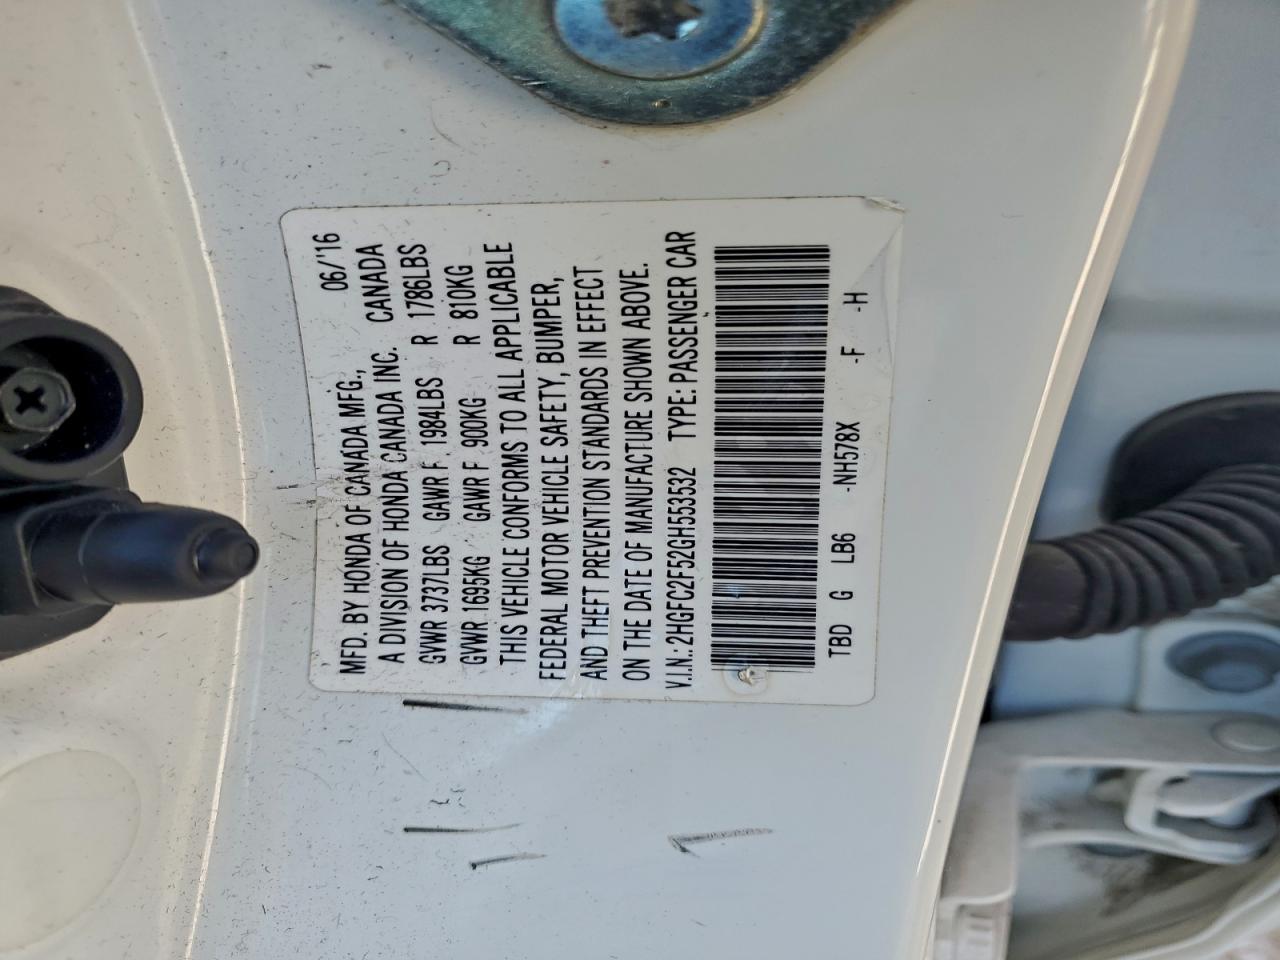 MFD. BY HONDA OF CANADA MFG., 06/'16
A DIVISION OF HONDA CANADA INC. CANADA
GVWR 3737LBS GAWR F 1984LBS R 1786LBS
GVWR 1695KG GAWR F 900KG R 810KG
THIS VEHICLE CONFORMS TO ALL APPLICABLE
FEDERAL MOTOR VEHICLE SAFETY, BUMPER,
AND THEFT PREVENTION STANDARDS IN EFFECT
ON THE DATE OF MANUFACTURE SHOWN ABOVE.
V.I.N.: 2HGFC2F52GH553532 TYPE: PASSENGER CAR
TBD G LB6 -NH578X -F -H